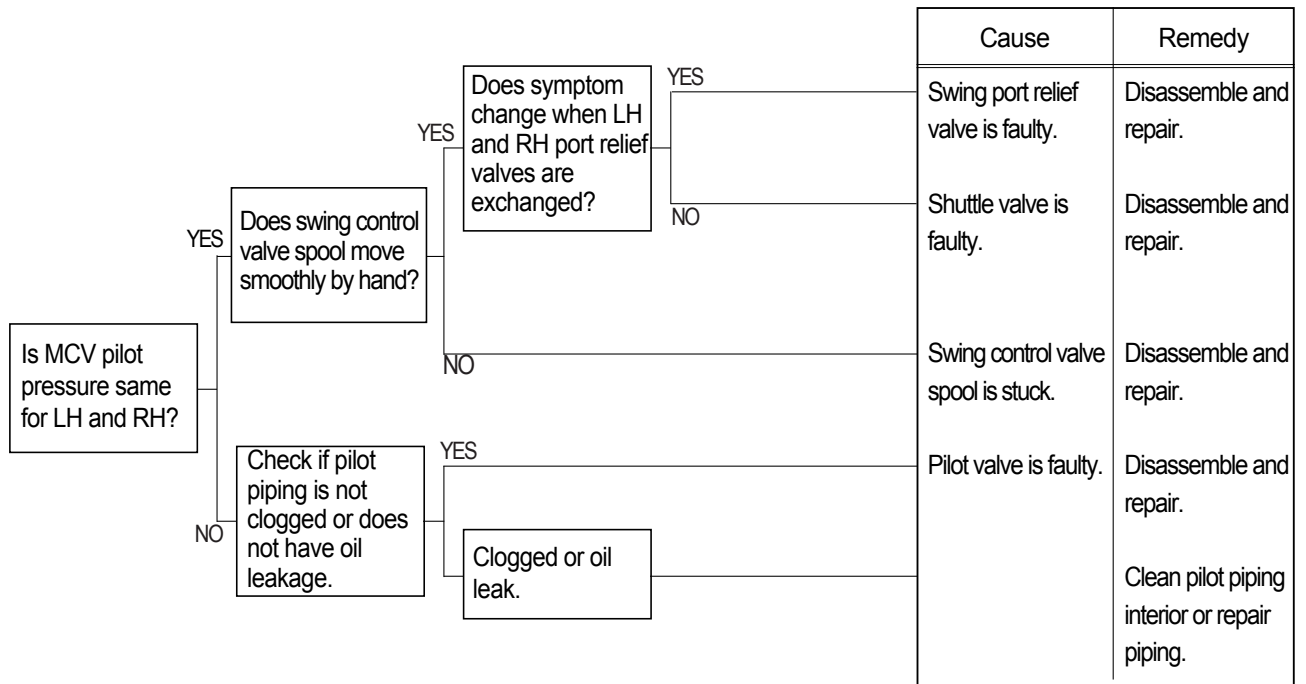 Is MCV pilot
pressure same
for LH and RH?
YES
Does swing control
valve spool move
smoothly by hand?
YES
Does symptom
change when LH
and RH port relief
valves are
exchanged?
YES
NO
NO
NO
Check if pilot
piping is not
clogged or does
not have oil
leakage.
YES
Clogged or oil
leak.
Cause
Remedy
Swing port relief
valve is faulty.
Disassemble and
repair.
Shuttle valve is
faulty.
Disassemble and
repair.
Swing control valve
spool is stuck.
Disassemble and
repair.
Pilot valve is faulty.
Disassemble and
repair.
Clean pilot piping
interior or repair
piping.